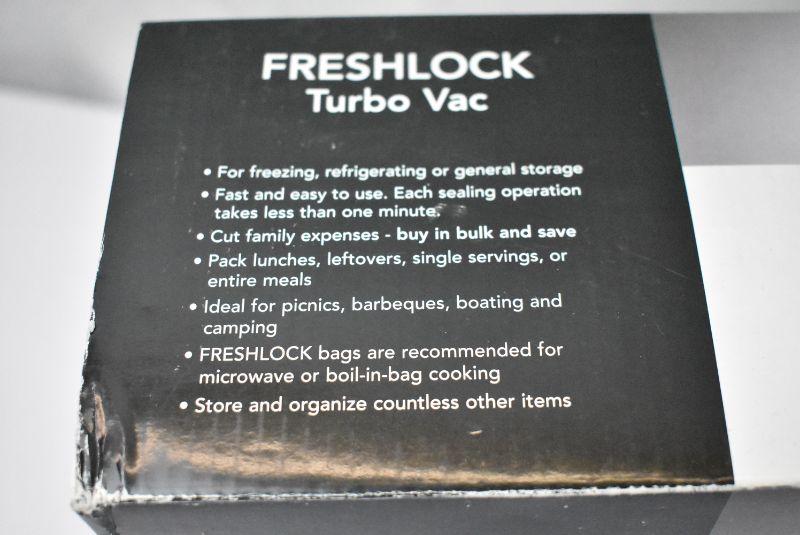 FRESHLOCK
Turbo Vac
• For freezing, refrigerating or general storage
• Fast and easy to use. Each sealing operation
takes less than one minute.
• Cut family expenses - buy in bulk and save
• Pack lunches, leftovers, single servings, or
entire meals
• Ideal for picnics, barbeques, boating and
camping
• FRESHLOCK bags are recommended for
microwave or boil-in-bag cooking
• Store and organize countless other items